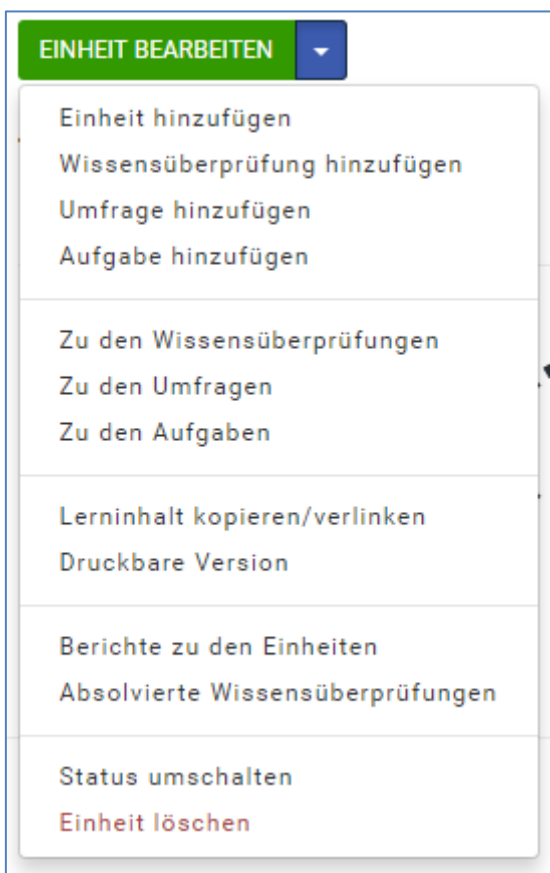 EINHEIT BEARBEITEN
Einheit hinzufügen
Wissensüberprüfung hinzufügen
Umfrage hinzufügen
Aufgabe hinzufügen
Zu den Wissensüberprüfungen
Zu den Umfragen
Zu den Aufgaben
Lerninhalt kopieren/verlinken
Druckbare Version
Berichte zu den Einheiten
Absolvierte Wissensüberprüfungen
Status umschalten
Einheit löschen